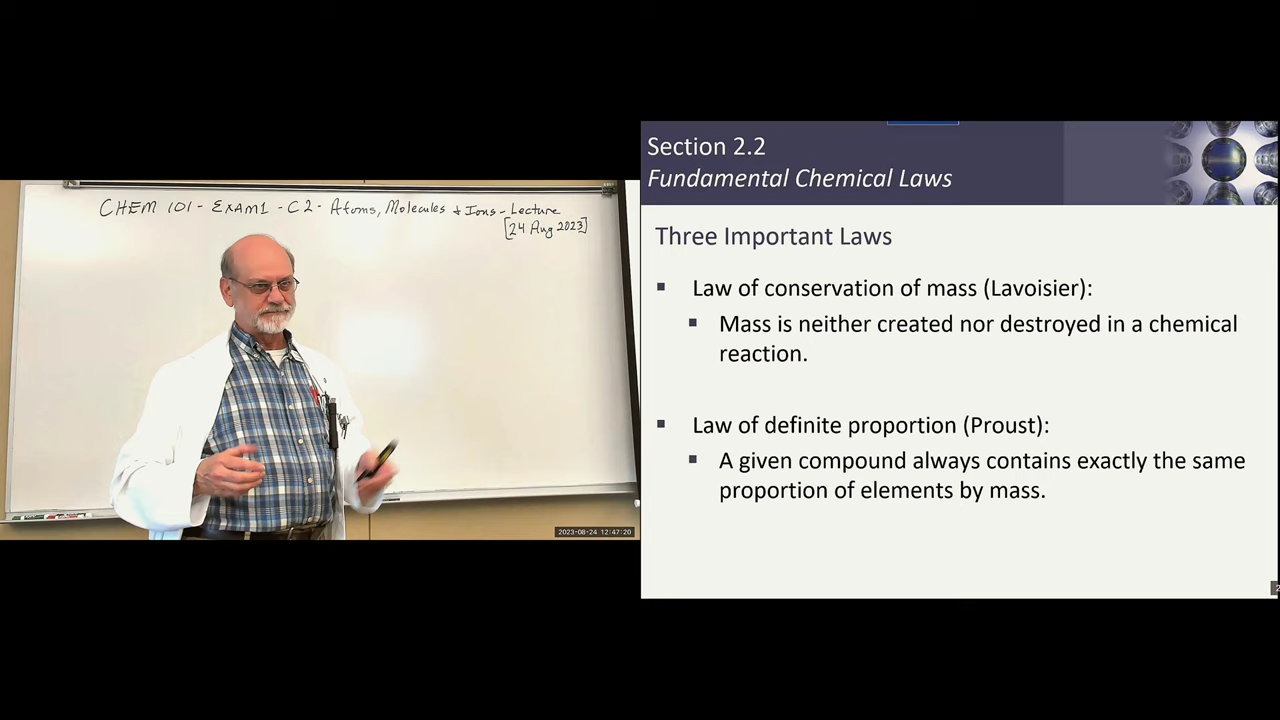 CHEM 101 - EXAM1 - C2 - Atoms, Molecules & Ions - Lecture
[24 Aug 2023]
2023-08-24 12:47:20
Section 2.2
Fundamental Chemical Laws
Three Important Laws
▪ Law of conservation of mass (Lavoisier):
▪ Mass is neither created nor destroyed in a chemical
reaction.
▪ Law of definite proportion (Proust):
▪ A given compound always contains exactly the same
proportion of elements by mass.